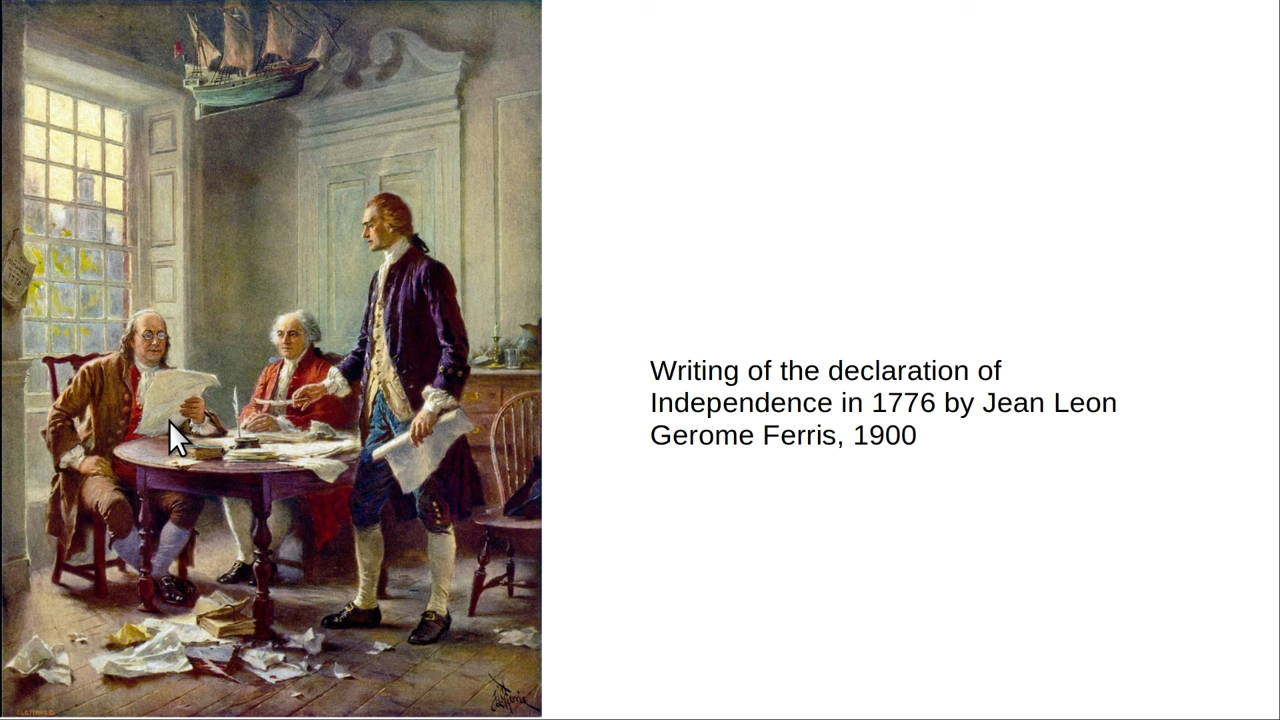 Writing of the declaration of
Independence in 1776 by Jean Leon
Gerome Ferris, 1900